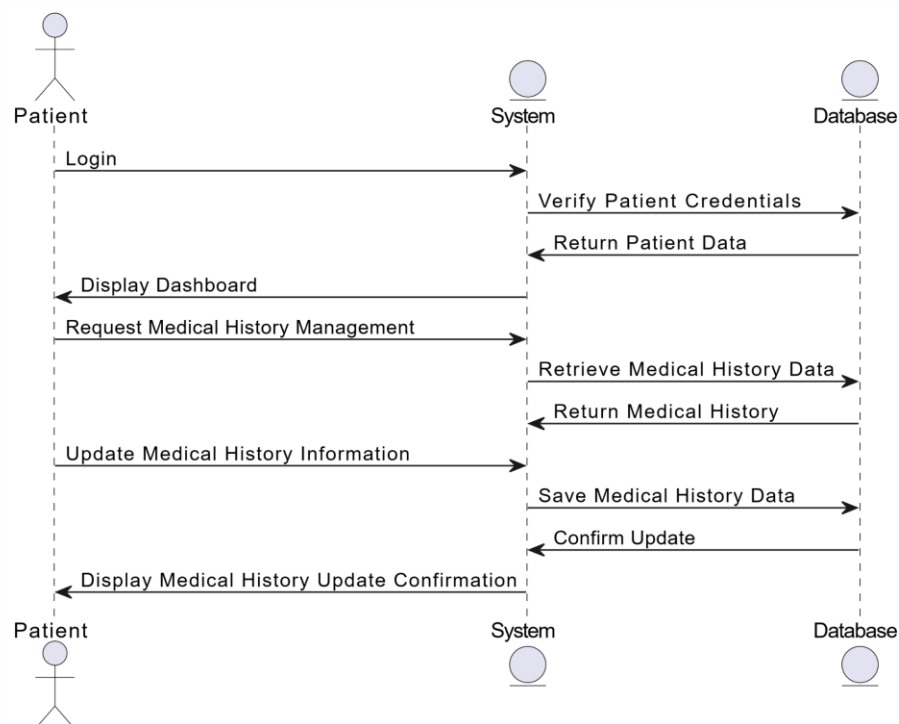 Patient
System
Database
Login
Verify Patient Credentials
Return Patient Data
Display Dashboard
Request Medical History Management
Retrieve Medical History Data
Return Medical History
Update Medical History Information
Save Medical History Data
Confirm Update
Display Medical History Update Confirmation
Patient
System
Database